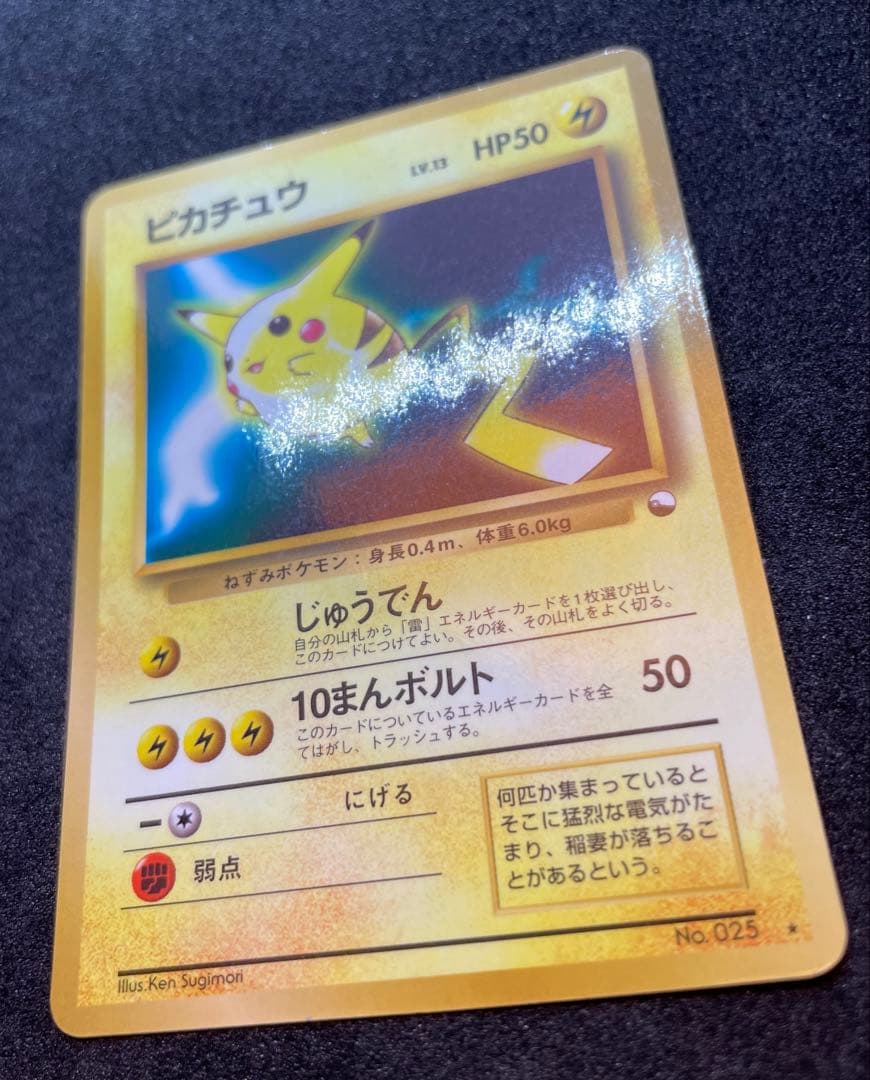 ピカチュウ LV.13 HP50
ねずみポケモン：身長0.4m、体重6.0kg
じゅうでん
自分の山札から「雷」エネルギーカードを1枚選び出し、
このカードにつけてよい。その後、その山札をよく切る。
10まんボルト 50
このカードについているエネルギーカードを全
てはがし、トラッシュする。
にげる
弱点
何匹か集まっていると
そこに猛烈な電気がた
まり、稲妻が落ちるこ
とがあるという。
No. 025 ★
Illus.Ken Sugimori